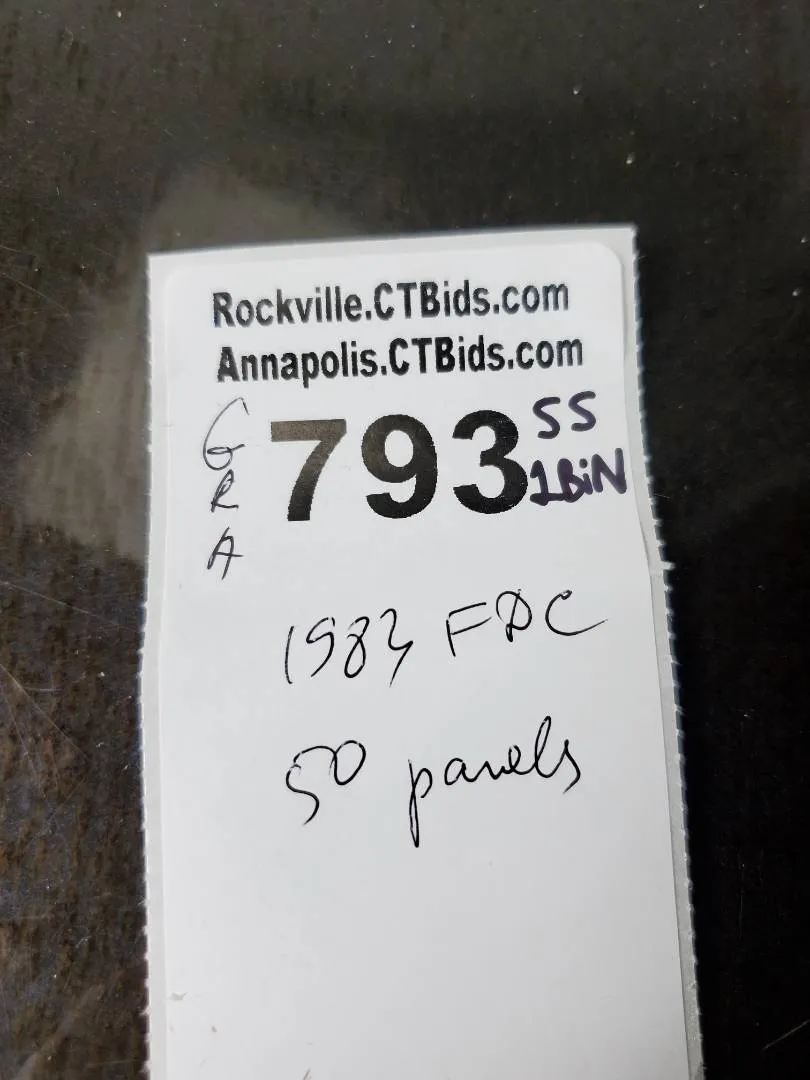 Rockville.CTBids.com
Annapolis.CTBids.com
G
R
A
793
SS
1BiN
1983 FDC
50 panels